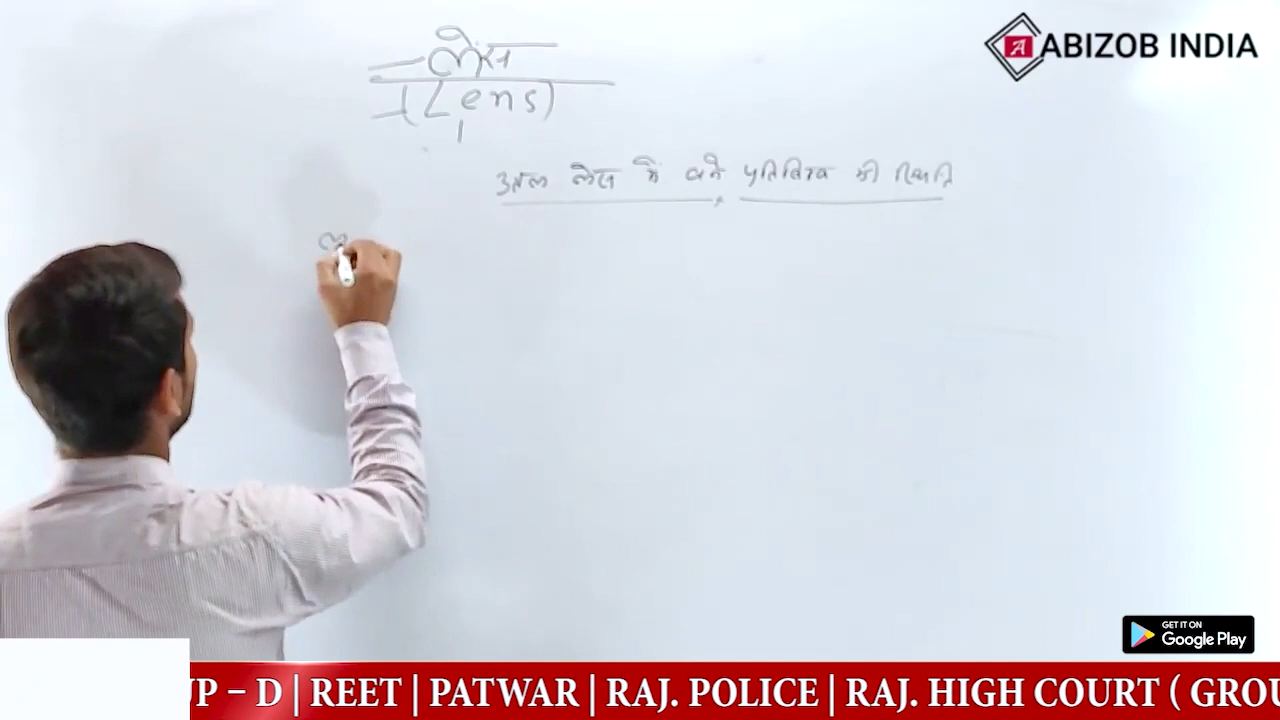 लेंस
(Lens)
उत्तल लेंस में बने प्रतिबिम्ब की स्थिति
A ABIZOB INDIA
GET IT ON
Google Play
UP – D | REET | PATWAR | RAJ. POLICE | RAJ. HIGH COURT ( GROU